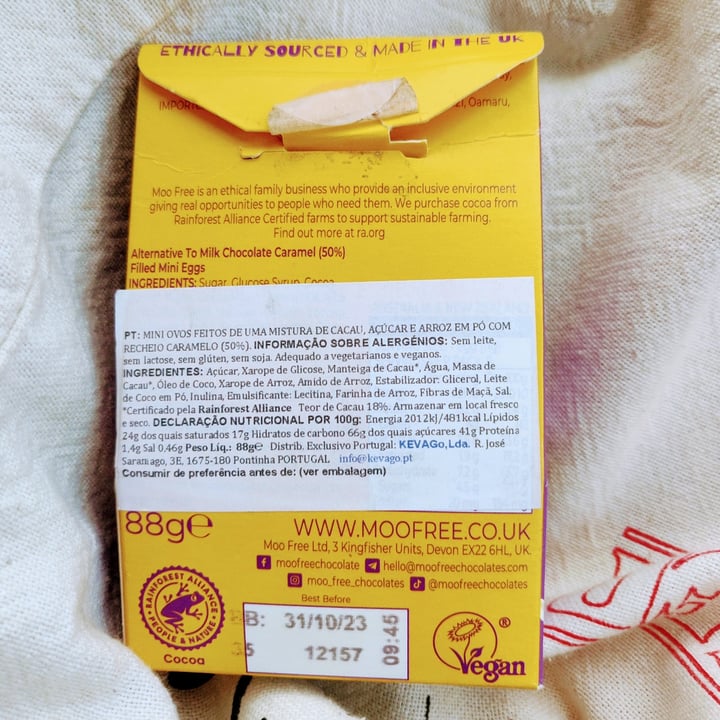 ETHICALLY SOURCED & MADE IN THE UK
Oamaru,
Moo Free is an ethical family business who provide an inclusive environment
giving real opportunities to people who need them. We purchase cocoa from
Rainforest Alliance Certified farms to support sustainable farming.
Find out more at ra.org
Alternative To Milk Chocolate Caramel (50%)
Filled Mini Eggs
INGREDIENTS: Sugar, Glucose Syrup, Cocoa
PT: MINI OVOS FEITOS DE UMA MISTURA DE CACAU, AÇÚCAR E ARROZ EM PÓ COM
RECHEIO CARAMELO (50%). INFORMAÇÃO SOBRE ALERGÉNIOS: Sem leite,
sem lactose, sem glúten, sem soja. Adequado a vegetarianos e veganos.
INGREDIENTES: Açúcar, Xarope de Glicose, Manteiga de Cacau*, Água, Massa de
Cacau*, Óleo de Coco, Xarope de Arroz, Amido de Arroz, Estabilizador: Glicerol, Leite
de Coco em Pó, Inulina, Emulsificante: Lecitina, Farinha de Arroz, Fibras de Maçã, Sal.
*Certificado pela Rainforest Alliance Teor de Cacau 18%. Armazenar em local fresco
e seco. DECLARAÇÃO NUTRICIONAL POR 100g: Energia 2012kJ/481kcal Lípidos
24g dos quais saturados 17g Hidratos de carbono 66g dos quais açúcares 41g Proteína
1,4g Sal 0,46g Peso Liq.: 88g℮ Distrib. Exclusivo Portugal: KEVAGo,Lda. R. José
Saramago, 3E, 1675-180 Pontinha PORTUGAL info@kevago.pt
Consumir de preferência antes de: (ver embalagem)
88g℮
WWW.MOOFREE.CO.UK
Moo Free Ltd, 3 Kingfisher Units, Devon EX22 6HL, UK.
moofreechocolate hello@moofreechocolates.com
moo_free_chocolates @moofreechocolates
Best Before
BB: 31/10/23 09:45
35 12157
RAINFOREST ALLIANCE
PEOPLE & NATURE
Cocoa
Vegan ®